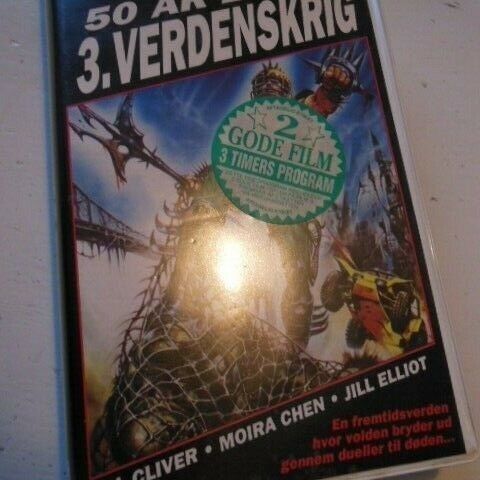 50 ÅR
3. VERDENSKRIG
2
GODE FILM
3 TIMERS PROGRAM
CLIVER • MOIRA CHEN • JILL ELLIOT
En fremtidsverden
hvor volden bryder ud
gennem dueller til døden...